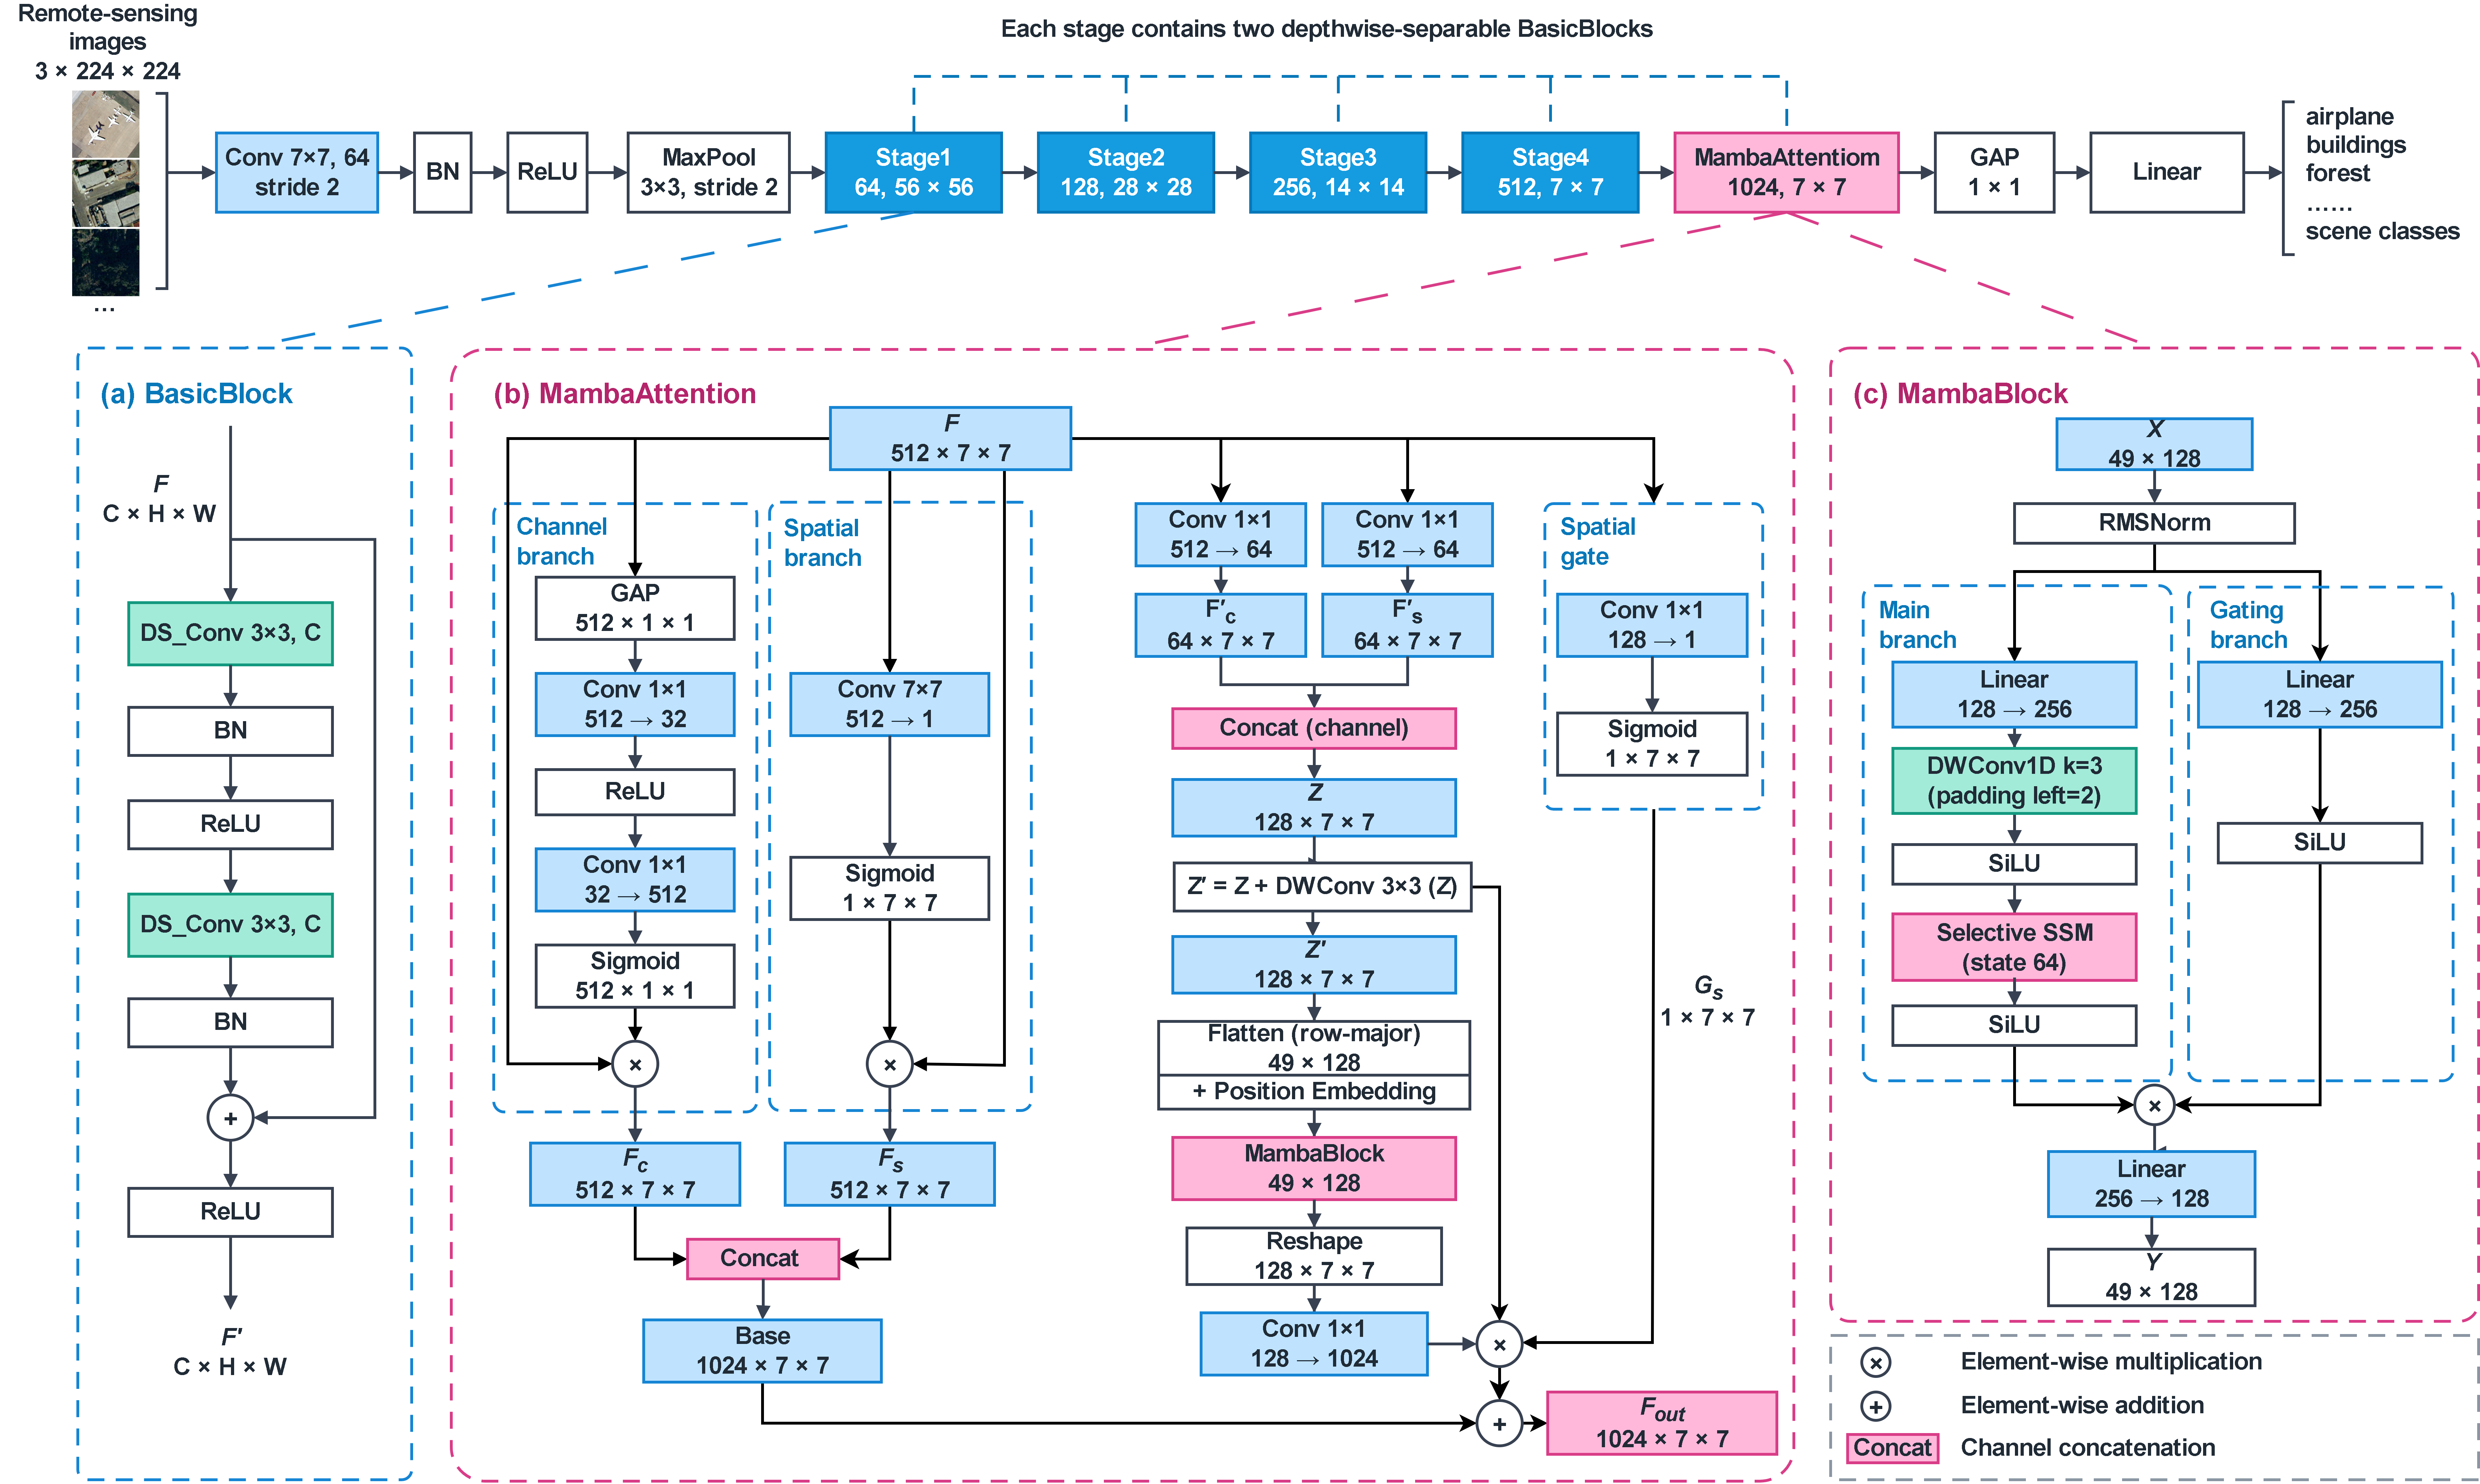 Remote-sensing
images
3 × 224 × 224
...
Each stage contains two depthwise-separable BasicBlocks
Conv 7×7, 64
stride 2
BN
ReLU
MaxPool
3×3, stride 2
Stage1
64, 56 × 56
Stage2
128, 28 × 28
Stage3
256, 14 × 14
Stage4
512, 7 × 7
MambaAttentiom
1024, 7 × 7
GAP
1 × 1
Linear
airplane
buildings
forest
......
scene classes
(a) BasicBlock
F
C × H × W
DS_Conv 3×3, C
BN
ReLU
DS_Conv 3×3, C
BN
+
ReLU
F'
C × H × W
(b) MambaAttention
F
512 × 7 × 7
Channel
branch
GAP
512 × 1 × 1
Conv 1×1
512 → 32
ReLU
Conv 1×1
32 → 512
Sigmoid
512 × 1 × 1
×
Fc
512 × 7 × 7
Spatial
branch
Conv 7×7
512 → 1
Sigmoid
1 × 7 × 7
×
Fs
512 × 7 × 7
Concat
Base
1024 × 7 × 7
Conv 1×1
512 → 64
Conv 1×1
512 → 64
F'c
64 × 7 × 7
F's
64 × 7 × 7
Concat (channel)
Z
128 × 7 × 7
Z' = Z + DWConv 3×3 (Z)
Z'
128 × 7 × 7
Flatten (row-major)
49 × 128
+ Position Embedding
MambaBlock
49 × 128
Reshape
128 × 7 × 7
Conv 1×1
128 → 1024
Spatial
gate
Conv 1×1
128 → 1
Sigmoid
1 × 7 × 7
Gs
1 × 7 × 7
×
+
Fout
1024 × 7 × 7
(c) MambaBlock
X
49 × 128
RMSNorm
Main
branch
Linear
128 → 256
DWConv1D k=3
(padding left=2)
SiLU
Selective SSM
(state 64)
SiLU
Gating
branch
Linear
128 → 256
SiLU
×
Linear
256 → 128
Y
49 × 128
× Element-wise multiplication
+ Element-wise addition
Concat Channel concatenation